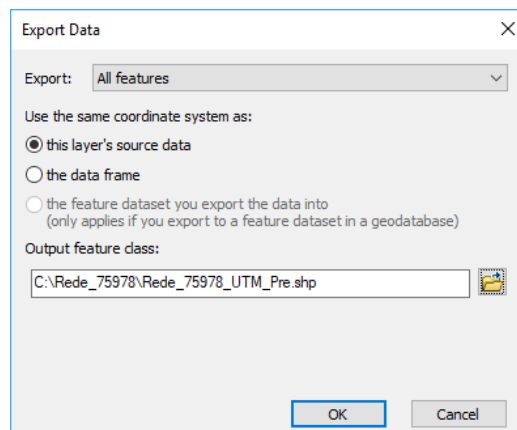 Export Data
Export: All features
Use the same coordinate system as:
this layer's source data
the data frame
the feature dataset you export the data into
(only applies if you export to a feature dataset in a geodatabase)
Output feature class:
C:\Rede_75978\Rede_75978_UTM_Pre.shp
OK Cancel